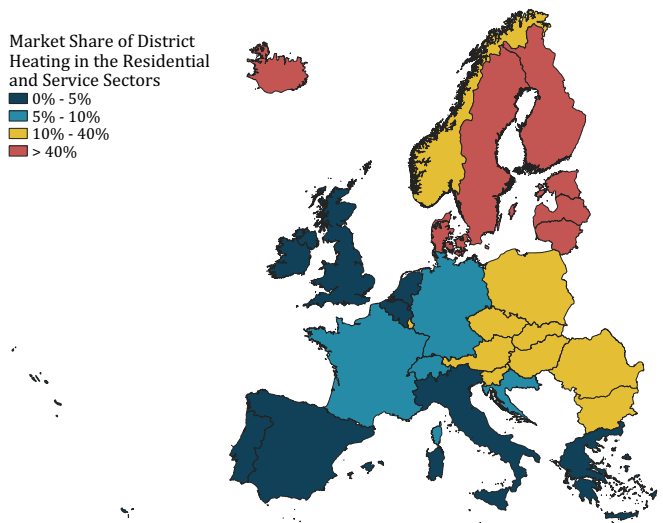 Market Share of District
Heating in the Residential
and Service Sectors
0% - 5%
5% - 10%
10% - 40%
> 40%